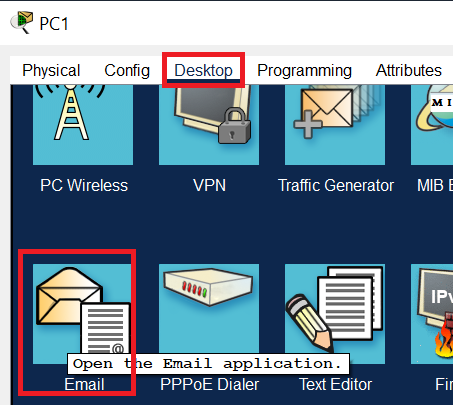 PC1
Physical Config Desktop Programming Attributes
PC Wireless VPN Traffic Generator MIB
IPv
Open the Email application.
Email PPPoE Dialer Text Editor